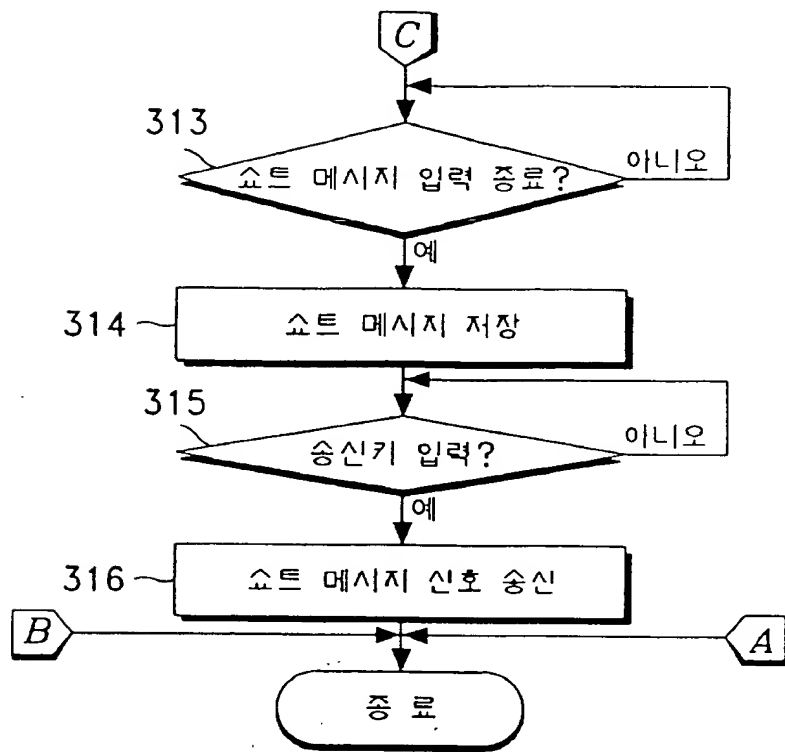 C
313
쇼트 메시지 입력 종료?
아니오
예
314
쇼트 메시지 저장
315
송신키 입력?
아니오
예
316
쇼트 메시지 신호 송신
B
A
종 료